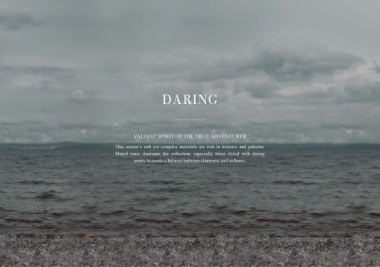 DARING
VALIANT SPIRIT OF THE TRUE ADVENTURER
This season's soft yet complex materials are rich in textures and patterns.
Muted tones dominate the collection, especially when styled with daring
prints to create a balance between elegance and softness.